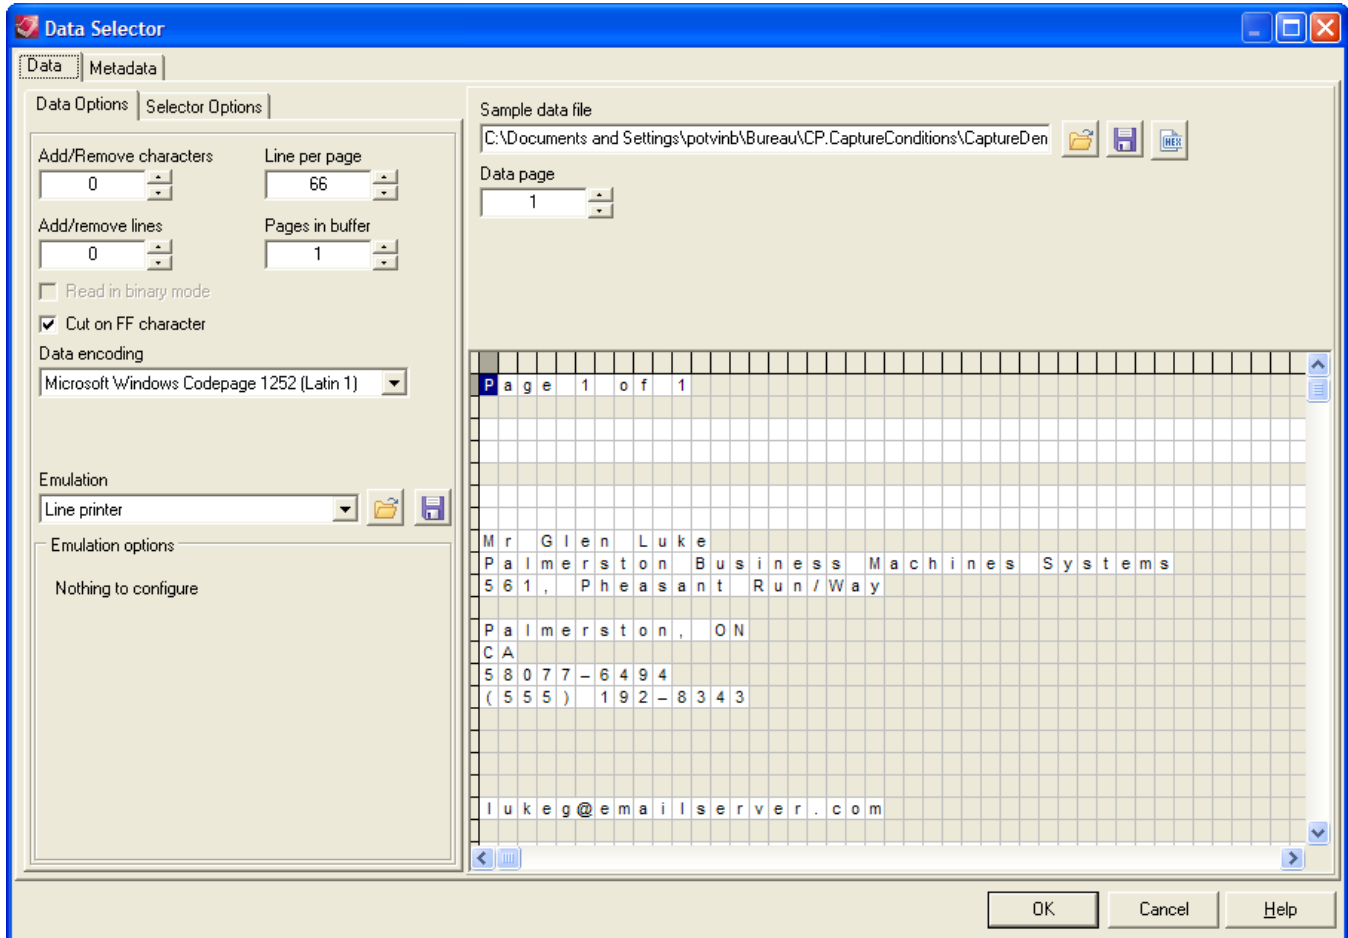 Data Selector
Data
Metadata
Data Options
Selector Options
Add/Remove characters
Line per page
0
66
Add/remove lines
Pages in buffer
0
1
Read in binary mode
Cut on FF character
Data encoding
Microsoft Windows Codepage 1252 (Latin 1)
Emulation
Line printer
Emulation options
Nothing to configure
Sample data file
C:\Documents and Settings\potvinb\Bureau\CP.CaptureConditions\CaptureDen
HEX
Data page
1
Page 1 of 1
Mr Glen Luke
Palmerston Business Machines Systems
561, Pheasant Run/Way
Palmerston, ON
CA
58077-6494
(555) 192-8343
lukeg@emailserver.com
OK
Cancel
Help